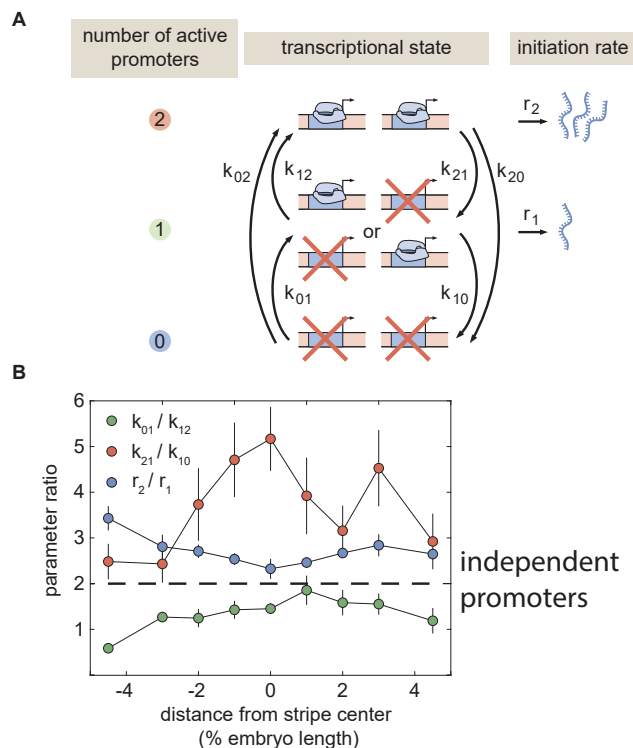 A
number of active
promoters
transcriptional state
initiation rate
2
r2
k02
k12
k21
k20
1
or
r1
k01
k10
0
B
6
5
4
3
2
1
parameter ratio
k01 / k12
k21 / k10
r2 / r1
independent
promoters
-4
-2
0
2
4
distance from stripe center
(% embryo length)